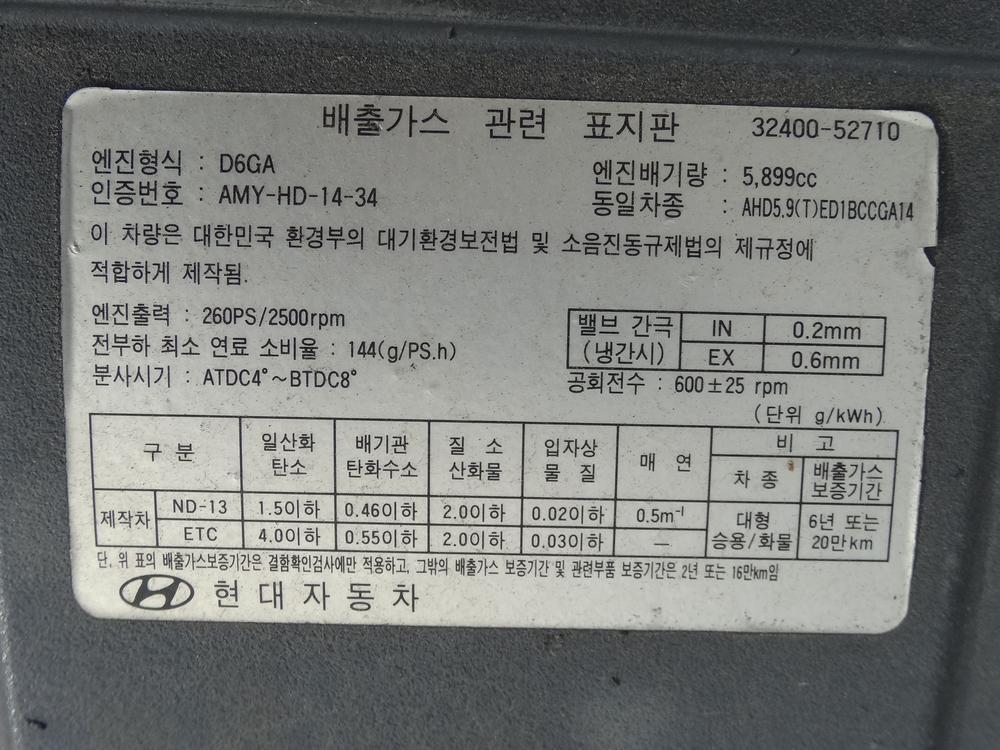 배출가스 관련 표지판 32400-52710
엔진형식 : D6GA 엔진배기량 : 5,899cc
인증번호 : AMY-HD-14-34 동일차종 : AHD5.9(T)ED1BCCGA14
이 차량은 대한민국 환경부의 대기환경보전법 및 소음진동규제법의 제규정에
적합하게 제작됨.
엔진출력 : 260PS/2500rpm
전부하 최소 연료 소비율 : 144(g/PS.h)
분사시기 : ATDC4°~BTDC8°
밸브 간극 (냉간시) IN 0.2mm
EX 0.6mm
공회전수 : 600±25 rpm
(단위 g/kWh)
구 분 일산화 탄소 배기관 탄화수소 질 소 산화물 입자상 물 질 매 연 비 고
차 종 배출가스 보증기간
제작차 ND-13 1.5이하 0.46이하 2.0이하 0.02이하 0.5m⁻¹ 대형 승용/화물 6년 또는 20만km
ETC 4.0이하 0.55이하 2.0이하 0.03이하 —
단. 위 표의 배출가스보증기간은 결함확인검사에만 적용하고, 그밖의 배출가스 보증기간 및 관련부품 보증기간은 2년 또는 16만km임
현대자동차